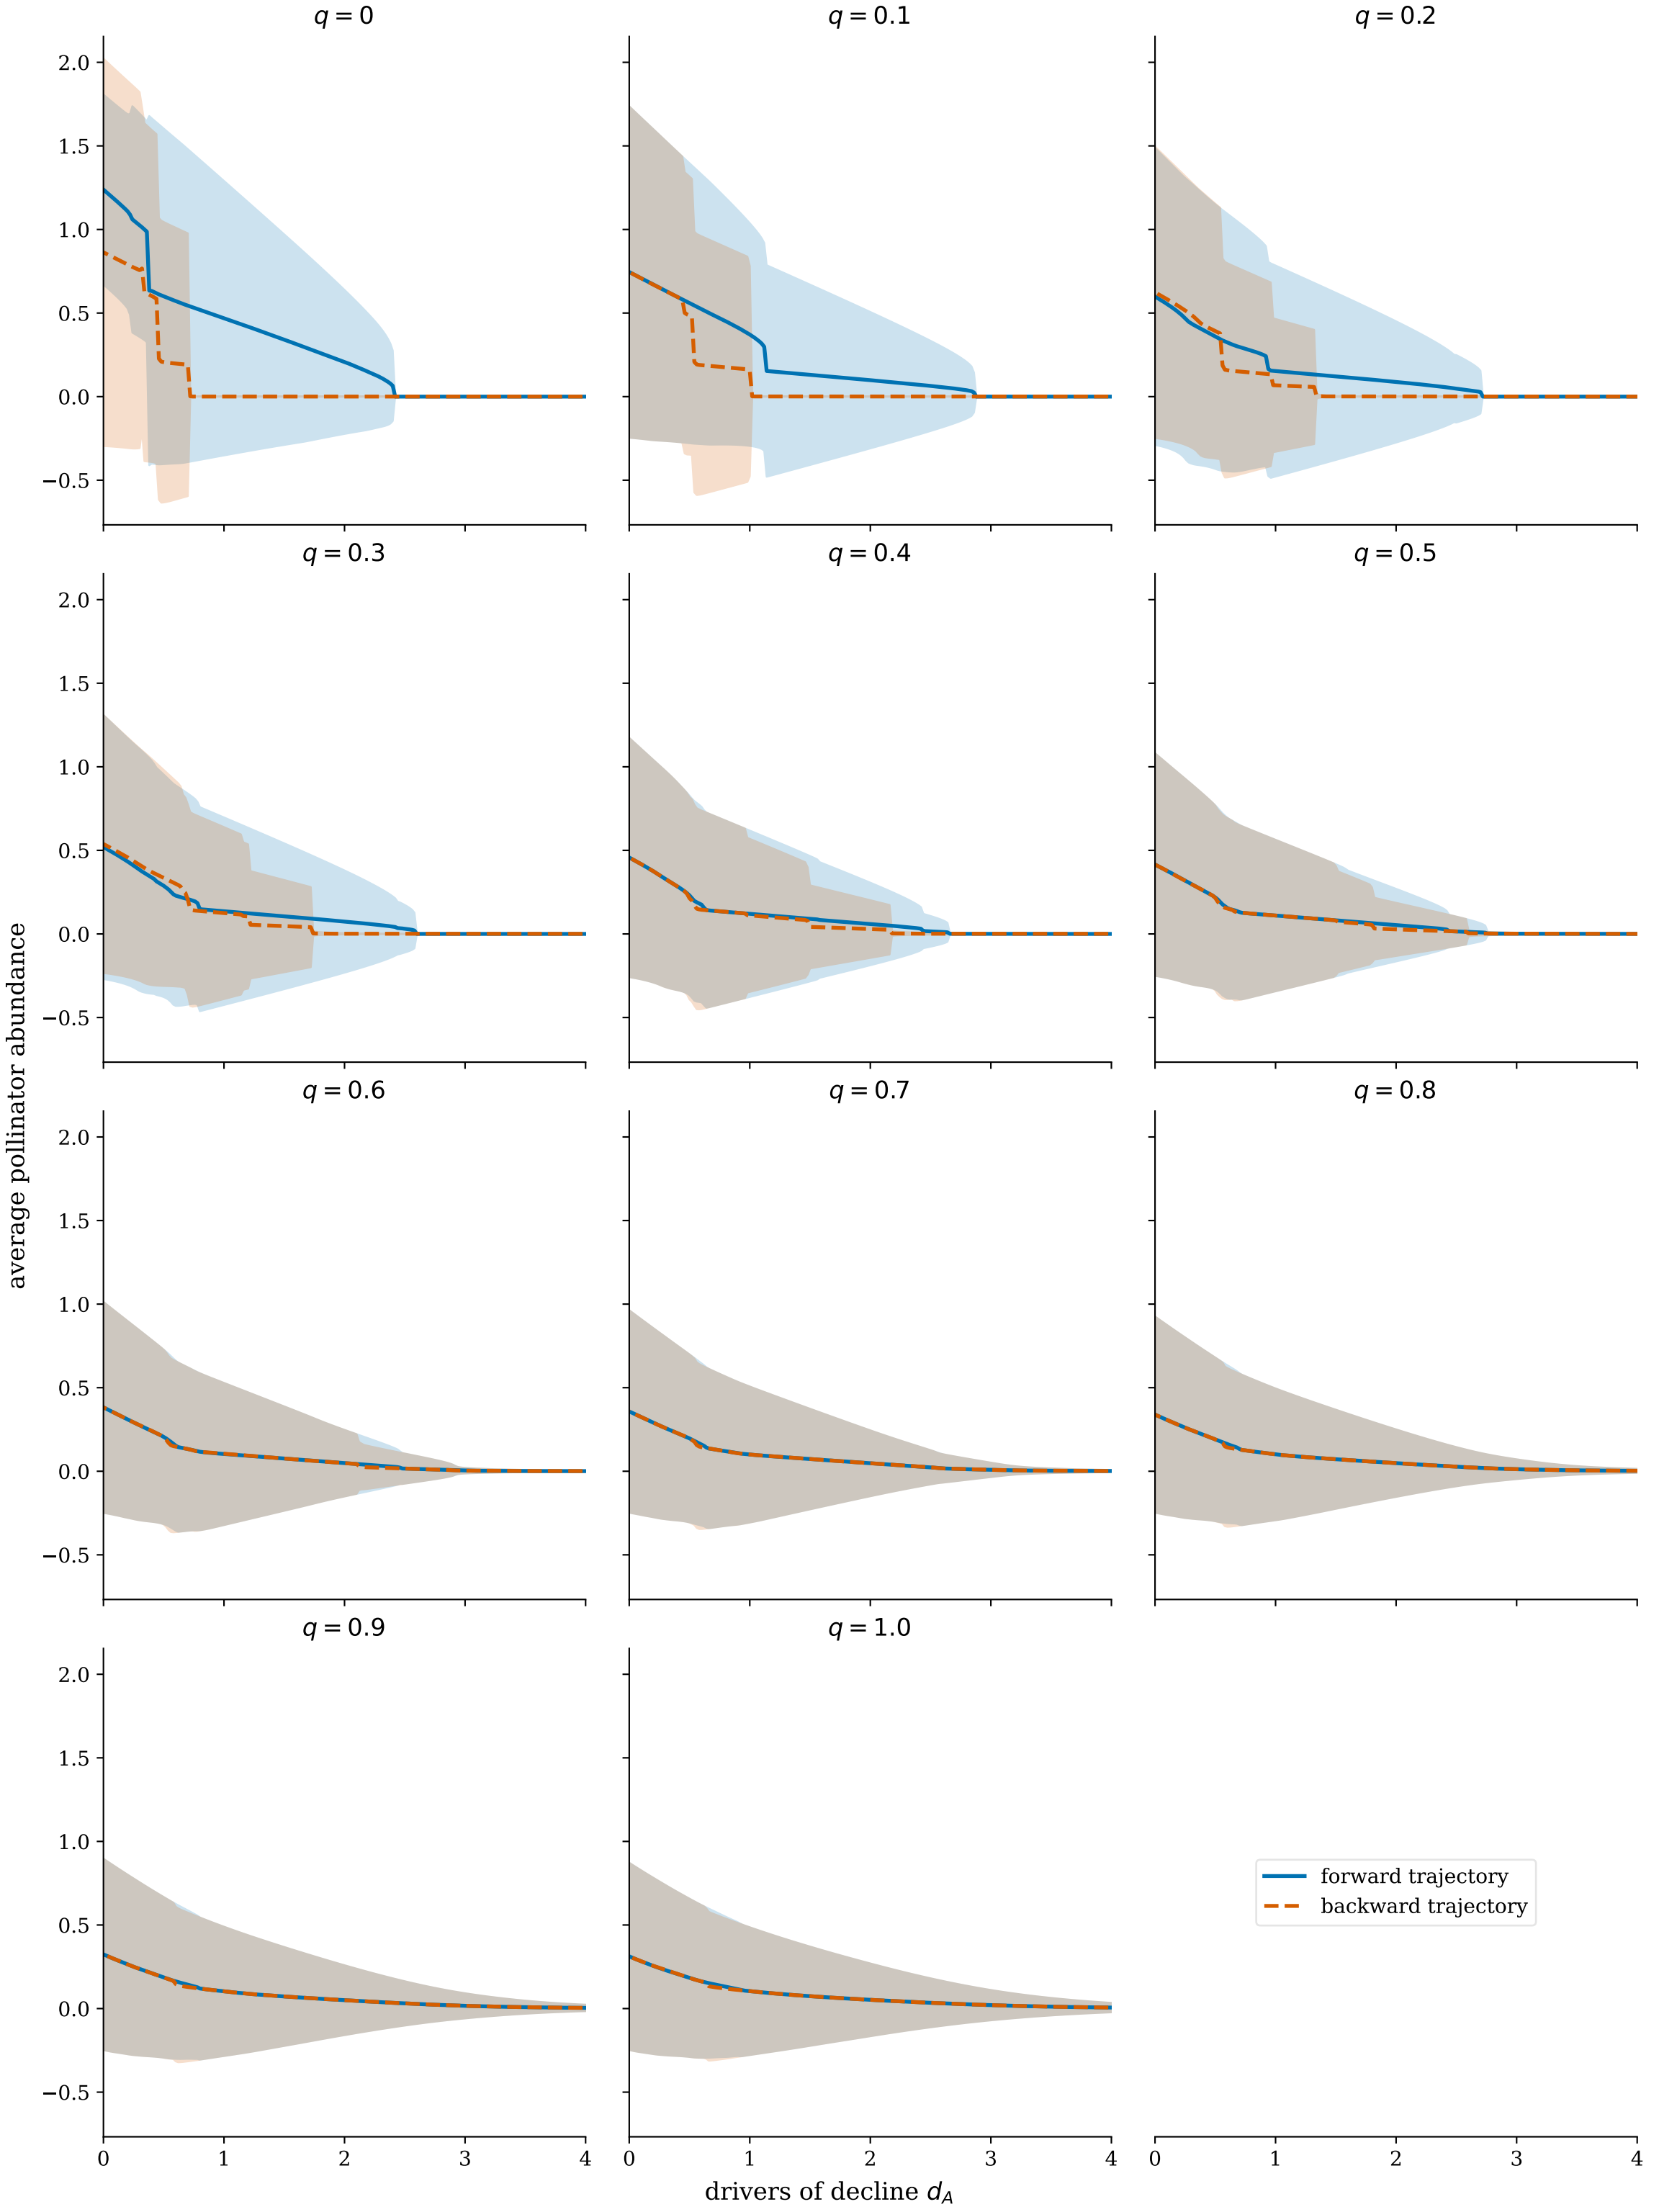 q = 0
q = 0.1
q = 0.2
2.0
1.5
1.0
0.5
0.0
−0.5
q = 0.3
q = 0.4
q = 0.5
2.0
1.5
1.0
0.5
0.0
−0.5
average pollinator abundance
q = 0.6
q = 0.7
q = 0.8
2.0
1.5
1.0
0.5
0.0
−0.5
q = 0.9
q = 1.0
2.0
1.5
1.0
0.5
0.0
−0.5
forward trajectory
backward trajectory
0 1 2 3 4
0 1 2 3 4
0 1 2 3 4
drivers of decline d_A